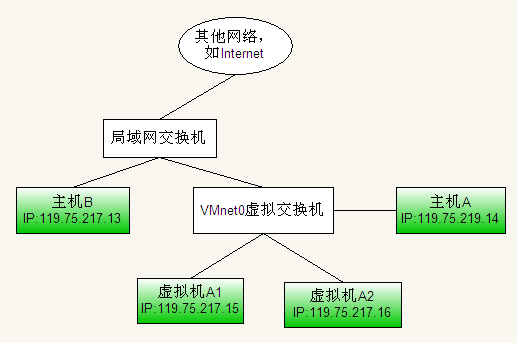 其他网络，
如Internet
局域网交换机
主机B
IP:119.75.217.13
VMnet0虚拟交换机
主机A
IP:119.75.219.14
虚拟机A1
IP:119.75.217.15
虚拟机A2
IP:119.75.217.16